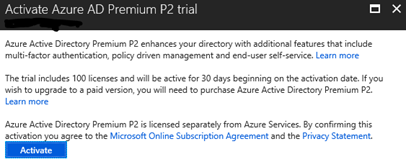 Activate Azure AD Premium P2 trial
Azure Active Directory Premium P2 enhances your directory with additional features that include
multi-factor authentication, policy driven management and end-user self-service. Learn more
The trial includes 100 licenses and will be active for 30 days beginning on the activation date. If you
wish to upgrade to a paid version, you will need to purchase Azure Active Directory Premium P2.
Learn more
Azure Active Directory Premium P2 is licensed separately from Azure Services. By confirming this
activation you agree to the Microsoft Online Subscription Agreement and the Privacy Statement.
Activate